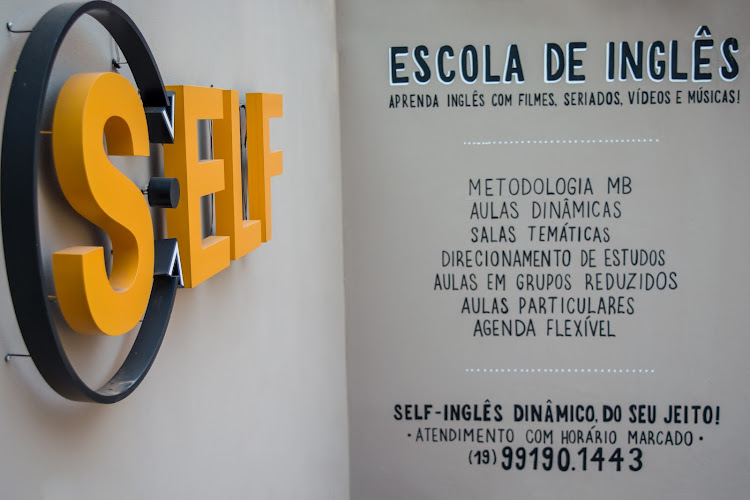 SELF
ESCOLA DE INGLÊS
APRENDA INGLÊS COM FILMES, SERIADOS, VÍDEOS E MÚSICAS!
METODOLOGIA MB
AULAS DINÂMICAS
SALAS TEMÁTICAS
DIRECIONAMENTO DE ESTUDOS
AULAS EM GRUPOS REDUZIDOS
AULAS PARTICULARES
AGENDA FLEXÍVEL
SELF-INGLÊS DINÂMICO, DO SEU JEITO!
• ATENDIMENTO COM HORÁRIO MARCADO •
(19) 99190.1443